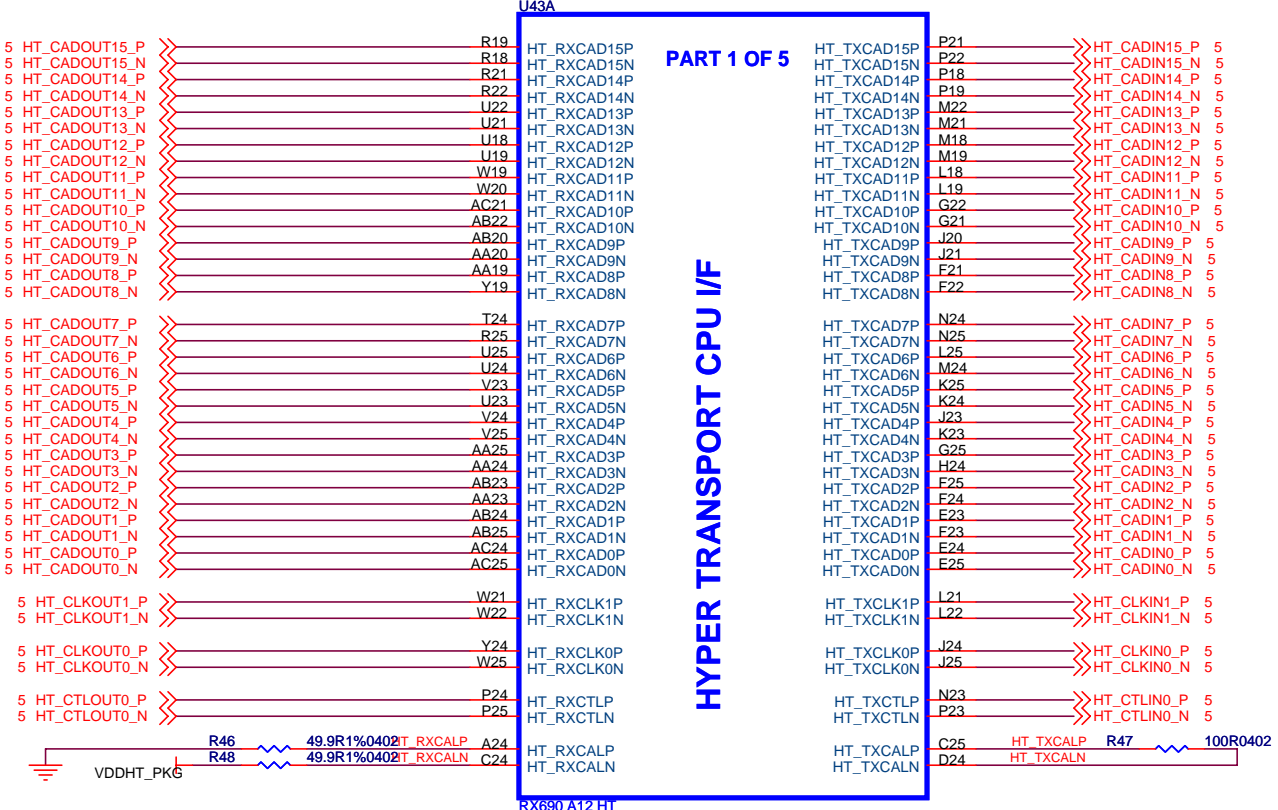 U43A
PART 1 OF 5
HYPER TRANSPORT CPU I/F
5 HT_CADOUT15_P R19 HT_RXCAD15P HT_TXCAD15P P21 HT_CADIN15_P 5
5 HT_CADOUT15_N R18 HT_RXCAD15N HT_TXCAD15N P22 HT_CADIN15_N 5
5 HT_CADOUT14_P R21 HT_RXCAD14P HT_TXCAD14P P18 HT_CADIN14_P 5
5 HT_CADOUT14_N R22 HT_RXCAD14N HT_TXCAD14N P19 HT_CADIN14_N 5
5 HT_CADOUT13_P U22 HT_RXCAD13P HT_TXCAD13P M22 HT_CADIN13_P 5
5 HT_CADOUT13_N U21 HT_RXCAD13N HT_TXCAD13N M21 HT_CADIN13_N 5
5 HT_CADOUT12_P U18 HT_RXCAD12P HT_TXCAD12P M18 HT_CADIN12_P 5
5 HT_CADOUT12_N U19 HT_RXCAD12N HT_TXCAD12N M19 HT_CADIN12_N 5
5 HT_CADOUT11_P W19 HT_RXCAD11P HT_TXCAD11P L18 HT_CADIN11_P 5
5 HT_CADOUT11_N W20 HT_RXCAD11N HT_TXCAD11N L19 HT_CADIN11_N 5
5 HT_CADOUT10_P AC21 HT_RXCAD10P HT_TXCAD10P G22 HT_CADIN10_P 5
5 HT_CADOUT10_N AB22 HT_RXCAD10N HT_TXCAD10N G21 HT_CADIN10_N 5
5 HT_CADOUT9_P AB20 HT_RXCAD9P HT_TXCAD9P J20 HT_CADIN9_P 5
5 HT_CADOUT9_N AA20 HT_RXCAD9N HT_TXCAD9N J21 HT_CADIN9_N 5
5 HT_CADOUT8_P AA19 HT_RXCAD8P HT_TXCAD8P F21 HT_CADIN8_P 5
5 HT_CADOUT8_N Y19 HT_RXCAD8N HT_TXCAD8N F22 HT_CADIN8_N 5
5 HT_CADOUT7_P T24 HT_RXCAD7P HT_TXCAD7P N24 HT_CADIN7_P 5
5 HT_CADOUT7_N R25 HT_RXCAD7N HT_TXCAD7N N25 HT_CADIN7_N 5
5 HT_CADOUT6_P U25 HT_RXCAD6P HT_TXCAD6P L25 HT_CADIN6_P 5
5 HT_CADOUT6_N U24 HT_RXCAD6N HT_TXCAD6N M24 HT_CADIN6_N 5
5 HT_CADOUT5_P V23 HT_RXCAD5P HT_TXCAD5P K25 HT_CADIN5_P 5
5 HT_CADOUT5_N U23 HT_RXCAD5N HT_TXCAD5N K24 HT_CADIN5_N 5
5 HT_CADOUT4_P V24 HT_RXCAD4P HT_TXCAD4P J23 HT_CADIN4_P 5
5 HT_CADOUT4_N V25 HT_RXCAD4N HT_TXCAD4N K23 HT_CADIN4_N 5
5 HT_CADOUT3_P AA25 HT_RXCAD3P HT_TXCAD3P G25 HT_CADIN3_P 5
5 HT_CADOUT3_N AA24 HT_RXCAD3N HT_TXCAD3N H24 HT_CADIN3_N 5
5 HT_CADOUT2_P AB23 HT_RXCAD2P HT_TXCAD2P F25 HT_CADIN2_P 5
5 HT_CADOUT2_N AA23 HT_RXCAD2N HT_TXCAD2N F24 HT_CADIN2_N 5
5 HT_CADOUT1_P AB24 HT_RXCAD1P HT_TXCAD1P E23 HT_CADIN1_P 5
5 HT_CADOUT1_N AB25 HT_RXCAD1N HT_TXCAD1N F23 HT_CADIN1_N 5
5 HT_CADOUT0_P AC24 HT_RXCAD0P HT_TXCAD0P E24 HT_CADIN0_P 5
5 HT_CADOUT0_N AC25 HT_RXCAD0N HT_TXCAD0N E25 HT_CADIN0_N 5
5 HT_CLKOUT1_P W21 HT_RXCLK1P HT_TXCLK1P L21 HT_CLKIN1_P 5
5 HT_CLKOUT1_N W22 HT_RXCLK1N HT_TXCLK1N L22 HT_CLKIN1_N 5
5 HT_CLKOUT0_P Y24 HT_RXCLK0P HT_TXCLK0P J24 HT_CLKIN0_P 5
5 HT_CLKOUT0_N W25 HT_RXCLK0N HT_TXCLK0N J25 HT_CLKIN0_N 5
5 HT_CTLOUT0_P P24 HT_RXCTLP HT_TXCTLP N23 HT_CTLIN0_P 5
5 HT_CTLOUT0_N P25 HT_RXCTLN HT_TXCTLN P23 HT_CTLIN0_N 5
R46 49.9R1%0402 HT_RXCALP A24 HT_RXCALP HT_TXCALP C25 HT_TXCALP R47 100R0402
R48 49.9R1%0402 HT_RXCALN C24 HT_RXCALN HT_TXCALN D24 HT_TXCALN
VDDHT_PKG
RX690 A12 HT